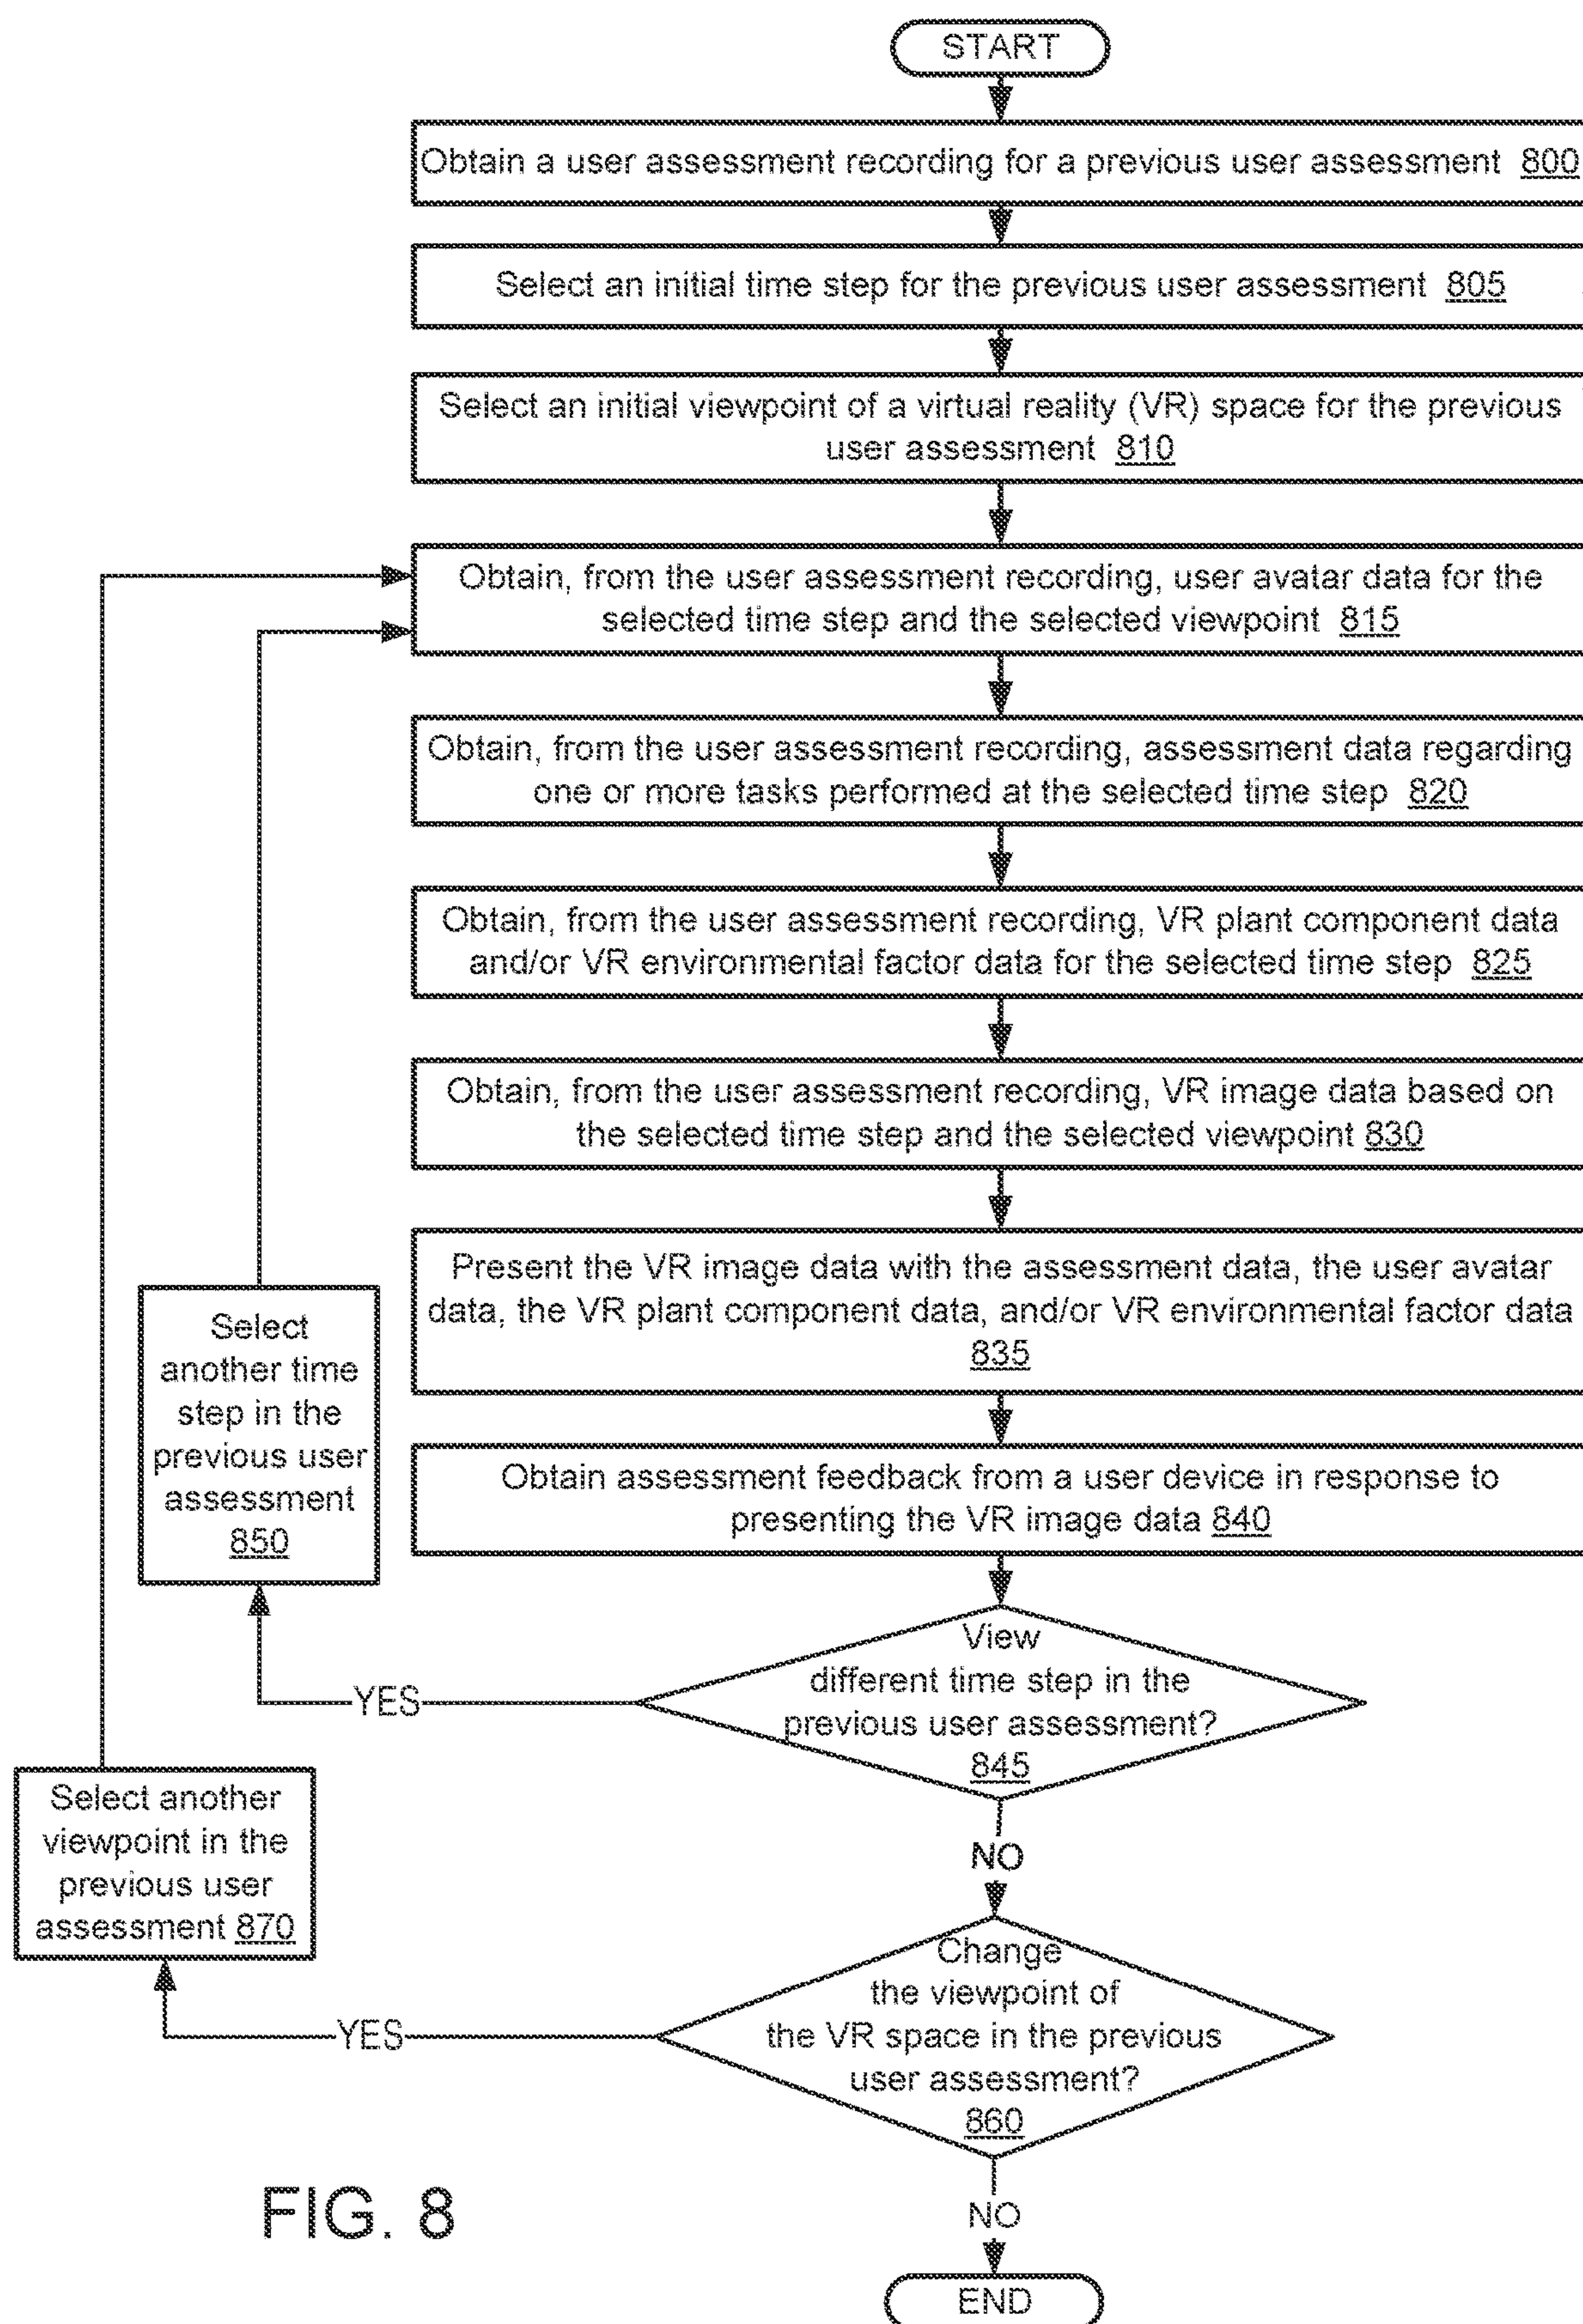 START
Obtain a user assessment recording for a previous user assessment 800
Select an initial time step for the previous user assessment 805
Select an initial viewpoint of a virtual reality (VR) space for the previous
user assessment 810
Obtain, from the user assessment recording, user avatar data for the
selected time step and the selected viewpoint 815
Obtain, from the user assessment recording, assessment data regarding
one or more tasks performed at the selected time step 820
Obtain, from the user assessment recording, VR plant component data
and/or VR environmental factor data for the selected time step 825
Obtain, from the user assessment recording, VR image data based on
the selected time step and the selected viewpoint 830
Present the VR image data with the assessment data, the user avatar
data, the VR plant component data, and/or VR environmental factor data
835
Select
another time
step in the
previous user
assessment
850
Obtain assessment feedback from a user device in response to
presenting the VR image data 840
View
different time step in the
previous user assessment?
845
YES
NO
Select another
viewpoint in the
previous user
assessment 870
Change
the viewpoint of
the VR space in the previous
user assessment?
860
YES
NO
FIG. 8
END